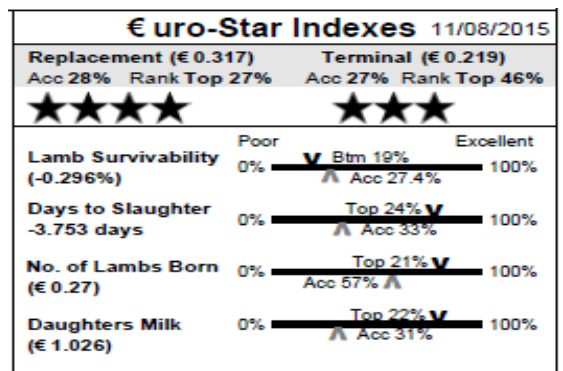 € uro-Star Indexes 11/08/2015
Replacement (€ 0.317) Terminal (€ 0.219)
Acc 28% Rank Top 27% Acc 27% Rank Top 46%
Poor Excellent
Lamb Survivability 0% Btm 19% 100%
(-0.296%) Acc 27.4%
Days to Slaughter 0% Top 24% 100%
-3.753 days Acc 33%
No. of Lambs Born 0% Top 21% 100%
(€ 0.27) Acc 57%
Daughters Milk 0% Top 22% 100%
(€ 1.026) Acc 31%